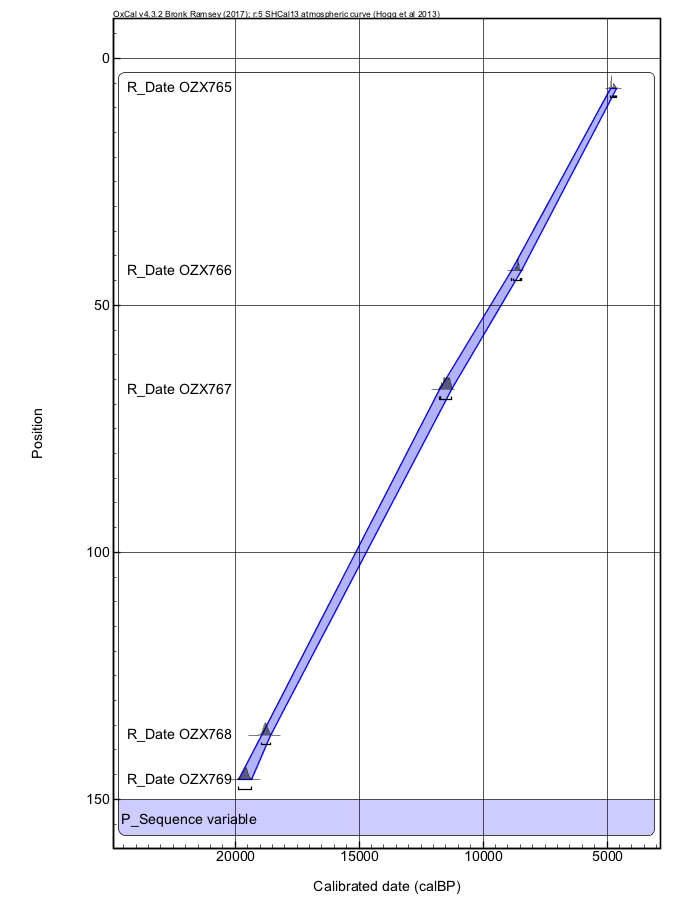 OxCal v4.3.2 Bronk Ramsey (2017); r:5 SHCal13 atmospheric curve (Hogg et al 2013)
0
R_Date OZX765
R_Date OZX766
50
R_Date OZX767
Position
100
R_Date OZX768
R_Date OZX769
150
P_Sequence variable
20000 15000 10000 5000
Calibrated date (calBP)